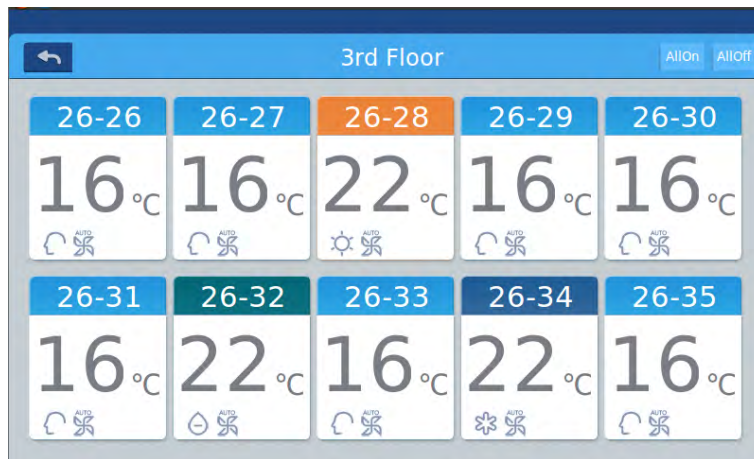 3rd Floor
AllOn AllOff
26-26 26-27 26-28 26-29 26-30
16 °C 16 °C 22 °C 16 °C 16 °C
AUTO AUTO AUTO AUTO AUTO
26-31 26-32 26-33 26-34 26-35
16 °C 22 °C 16 °C 22 °C 16 °C
AUTO AUTO AUTO AUTO AUTO